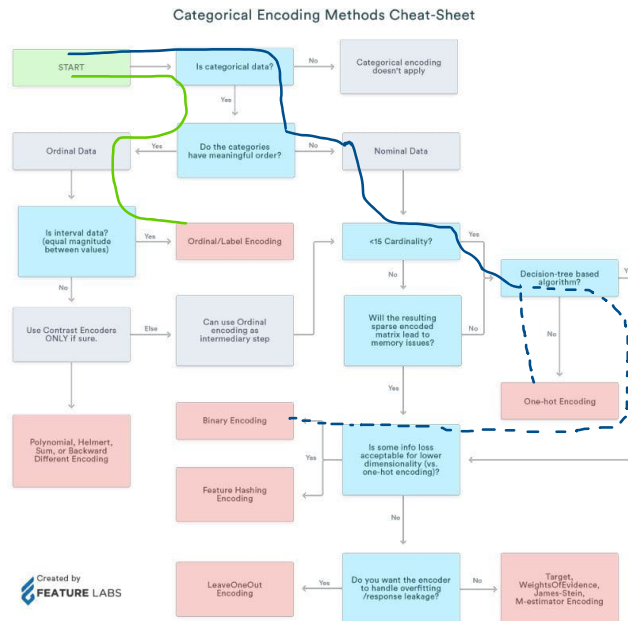 Categorical Encoding Methods Cheat-Sheet
START
Is categorical data?
No
Categorical encoding
doesn't apply
Yes
Ordinal Data
Yes
Do the categories
have meaningful order?
No
Nominal Data
Is interval data?
(equal magnitude
between values)
Yes
Ordinal/Label Encoding
<15 Cardinality?
Yes
No
No
Decision-tree based
algorithm?
Use Contrast Encoders
ONLY if sure.
Else
Can use Ordinal
encoding as
intermediary step
Will the resulting
sparse encoded
matrix lead to
memory issues?
No
No
Yes
One-hot Encoding
Polynomial, Helmert,
Sum, or Backward
Different Encoding
Binary Encoding
Yes
Is some info loss
acceptable for lower
dimensionality (vs.
one-hot encoding)?
Feature Hashing
Encoding
No
Created by
FEATURE LABS
LeaveOneOut
Encoding
Yes
Do you want the encoder
to handle overfitting
/response leakage?
No
Target,
WeightsOfEvidence,
James-Stein,
M-estimator Encoding